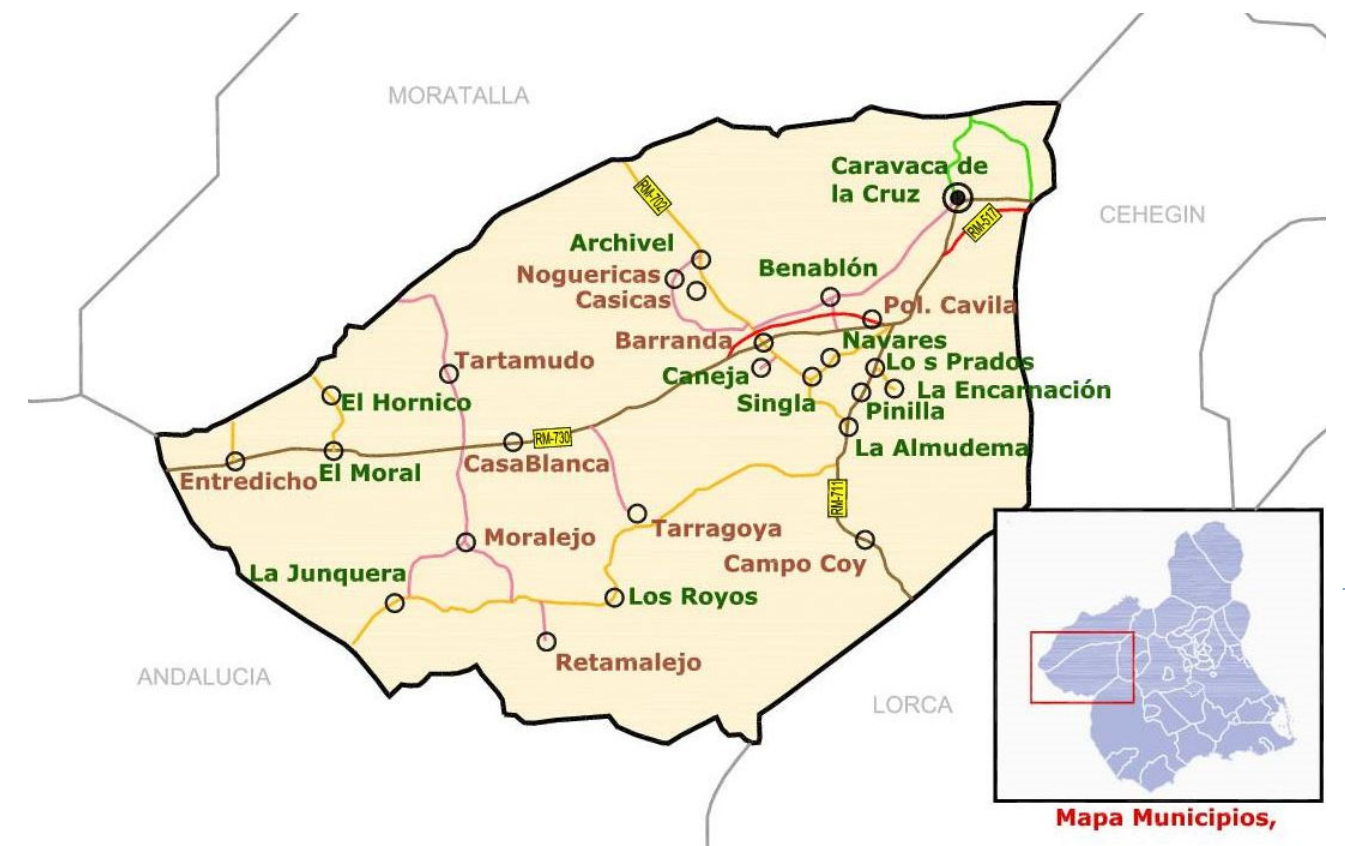 MORATALLA
Caravaca de
la Cruz
RM-702
CEHEGIN
RM-517
Archivel
Benablón
Noguericas
Casicas
Pol. Cavila
Barranda
Navares
Tartamudo
Lo s Prados
Caneja
La Encarnación
El Hornico
Singla
Pinilla
RM-730
La Almudema
CasaBlanca
El Moral
Entredicho
RM-711
Tarragoya
Moralejo
Campo Coy
La Junquera
Los Royos
Retamalejo
ANDALUCIA
LORCA
Mapa Municipios,